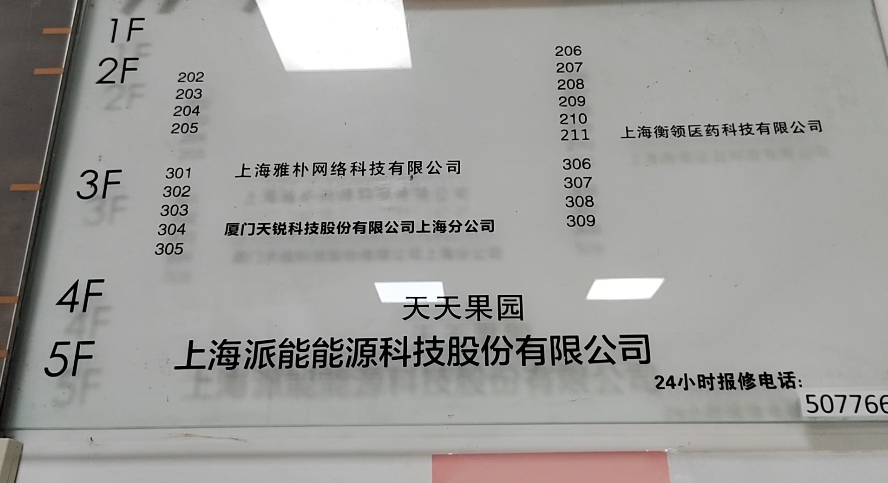 1F
2F
202
203
204
205
206
207
208
209
210
211 上海衡领医药科技有限公司
3F
301 上海雅朴网络科技有限公司
302
303
304 厦门天锐科技股份有限公司上海分公司
305
306
307
308
309
4F 天天果园
5F 上海派能能源科技股份有限公司
24小时报修电话:
507766